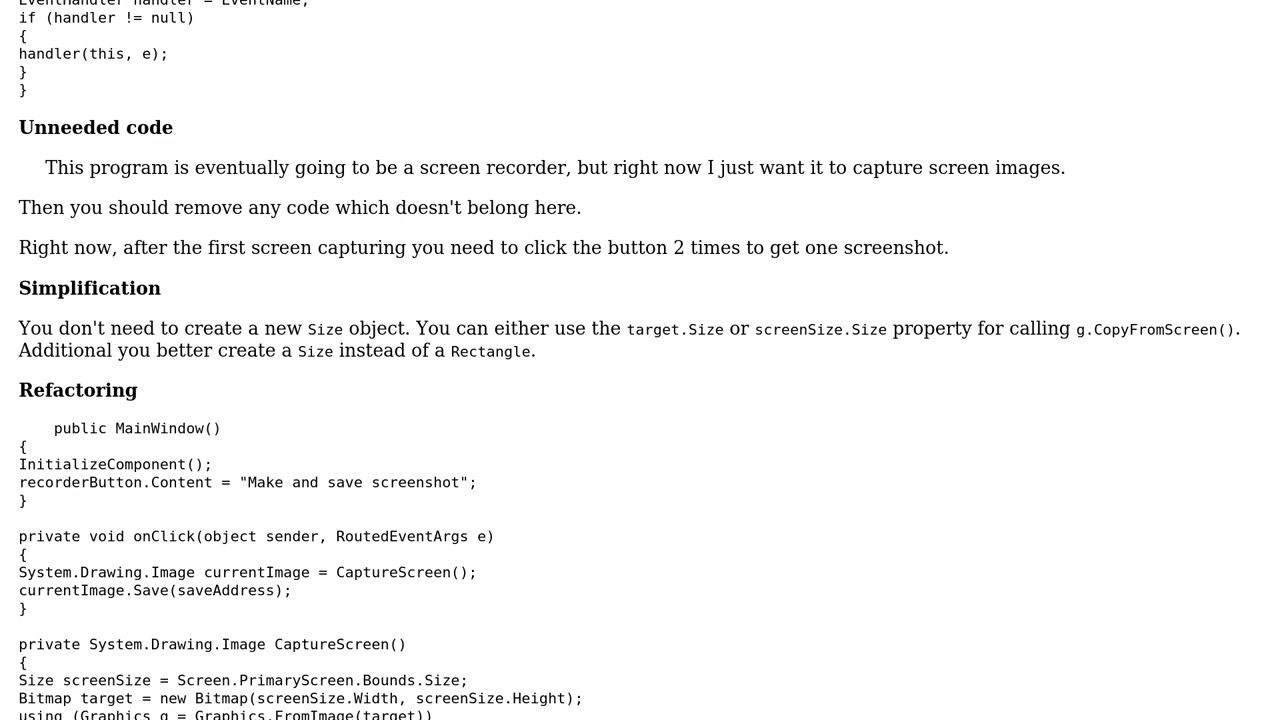 EventHandler handler = EventName;
if (handler != null)
{
handler(this, e);
}
}
Unneeded code
This program is eventually going to be a screen recorder, but right now I just want it to capture screen images.
Then you should remove any code which doesn't belong here.
Right now, after the first screen capturing you need to click the button 2 times to get one screenshot.
Simplification
You don't need to create a new Size object. You can either use the target.Size or screenSize.Size property for calling g.CopyFromScreen().
Additional you better create a Size instead of a Rectangle.
Refactoring
public MainWindow()
{
InitializeComponent();
recorderButton.Content = "Make and save screenshot";
}
private void onClick(object sender, RoutedEventArgs e)
{
System.Drawing.Image currentImage = CaptureScreen();
currentImage.Save(saveAddress);
}
private System.Drawing.Image CaptureScreen()
{
Size screenSize = Screen.PrimaryScreen.Bounds.Size;
Bitmap target = new Bitmap(screenSize.Width, screenSize.Height);
using (Graphics g = Graphics.FromImage(target))